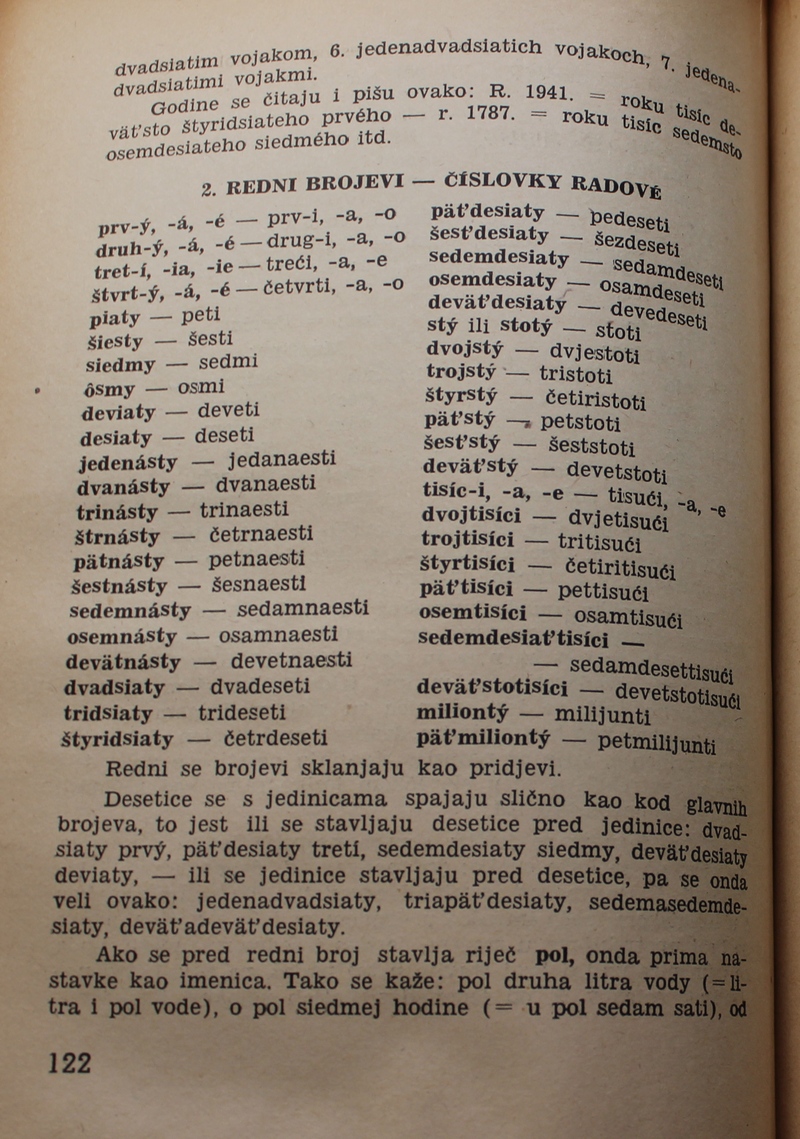 dvadsiatim vojakom, 6. jedenadvadsiatich vojakoch, 7. jedena-
dvadsiatimi vojakmi.
Godine se čitaju i pišu ovako: R. 1941. = roku tisíc de-
väťsto štyridsiateho prvého — r. 1787. = roku tisíc sedemsto
osemdesiateho siedmého itd.
2. REDNI BROJEVI — ČÍSLOVKY RADOVÉ
prv-ý, -á, -é — prv-i, -a, -o
druh-ý, -á, -é — drug-i, -a, -o
tret-í, -ia, -ie — treći, -a, -e
štvrt-ý, -á, -é — četvrti, -a, -o
piaty — peti
šiesty — šesti
siedmy — sedmi
ôsmy — osmi
deviaty — deveti
desiaty — deseti
jedenásty — jedanaesti
dvanásty — dvanaesti
trinásty — trinaesti
štrnásty — četrnaesti
pätnásty — petnaesti
šestnásty — šesnaesti
sedemnásty — sedamnaesti
osemnásty — osamnaesti
devätnásty — devetnaesti
dvadsiaty — dvadeseti
tridsiaty — trideseti
štyridsiaty — četrdeseti
päťdesiaty — pedeseti
šesťdesiaty — šezdeseti
sedemdesiaty — sedamdeseti
osemdesiaty — osamdeseti
deväťdesiaty — devedeseti
stý ili stotý — stoti
dvojstý — dvjestoti
trojstý — tristoti
štyrstý — četiristoti
päťstý — petstoti
šesťstý — šeststoti
deväťstý — devetstoti
tisíc-i, -a, -e — tisući, -a, -e
dvojtisíci — dvjetisući
trojtisíci — tritisući
štyrtisíci — četiritisući
päťtisíci — pettisući
osemtisíci — osamtisući
sedemdesiaťtisíci —
— sedamdesettisući
deväťstotisíci — devetstotisući
miliontý — milijunti
päťmiliontý — petmilijunti
Redni se brojevi sklanjaju kao pridjevi.
Desetice se s jedinicama spajaju slično kao kod glavnih
brojeva, to jest ili se stavljaju desetice pred jedinice: dvad-
siaty prvý, päťdesiaty tretí, sedemdesiaty siedmy, deväťdesiaty
deviaty, — ili se jedinice stavljaju pred desetice, pa se onda
veli ovako: jedenadvadsiaty, triapäťdesiaty, sedemasedemde-
siaty, deväťadeväťdesiaty.
Ako se pred redni broj stavlja riječ pol, onda prima na-
stavke kao imenica. Tako se kaže: pol druha litra vody (=li-
tra i pol vode), o pol siedmej hodine (= u pol sedam sati), od
122